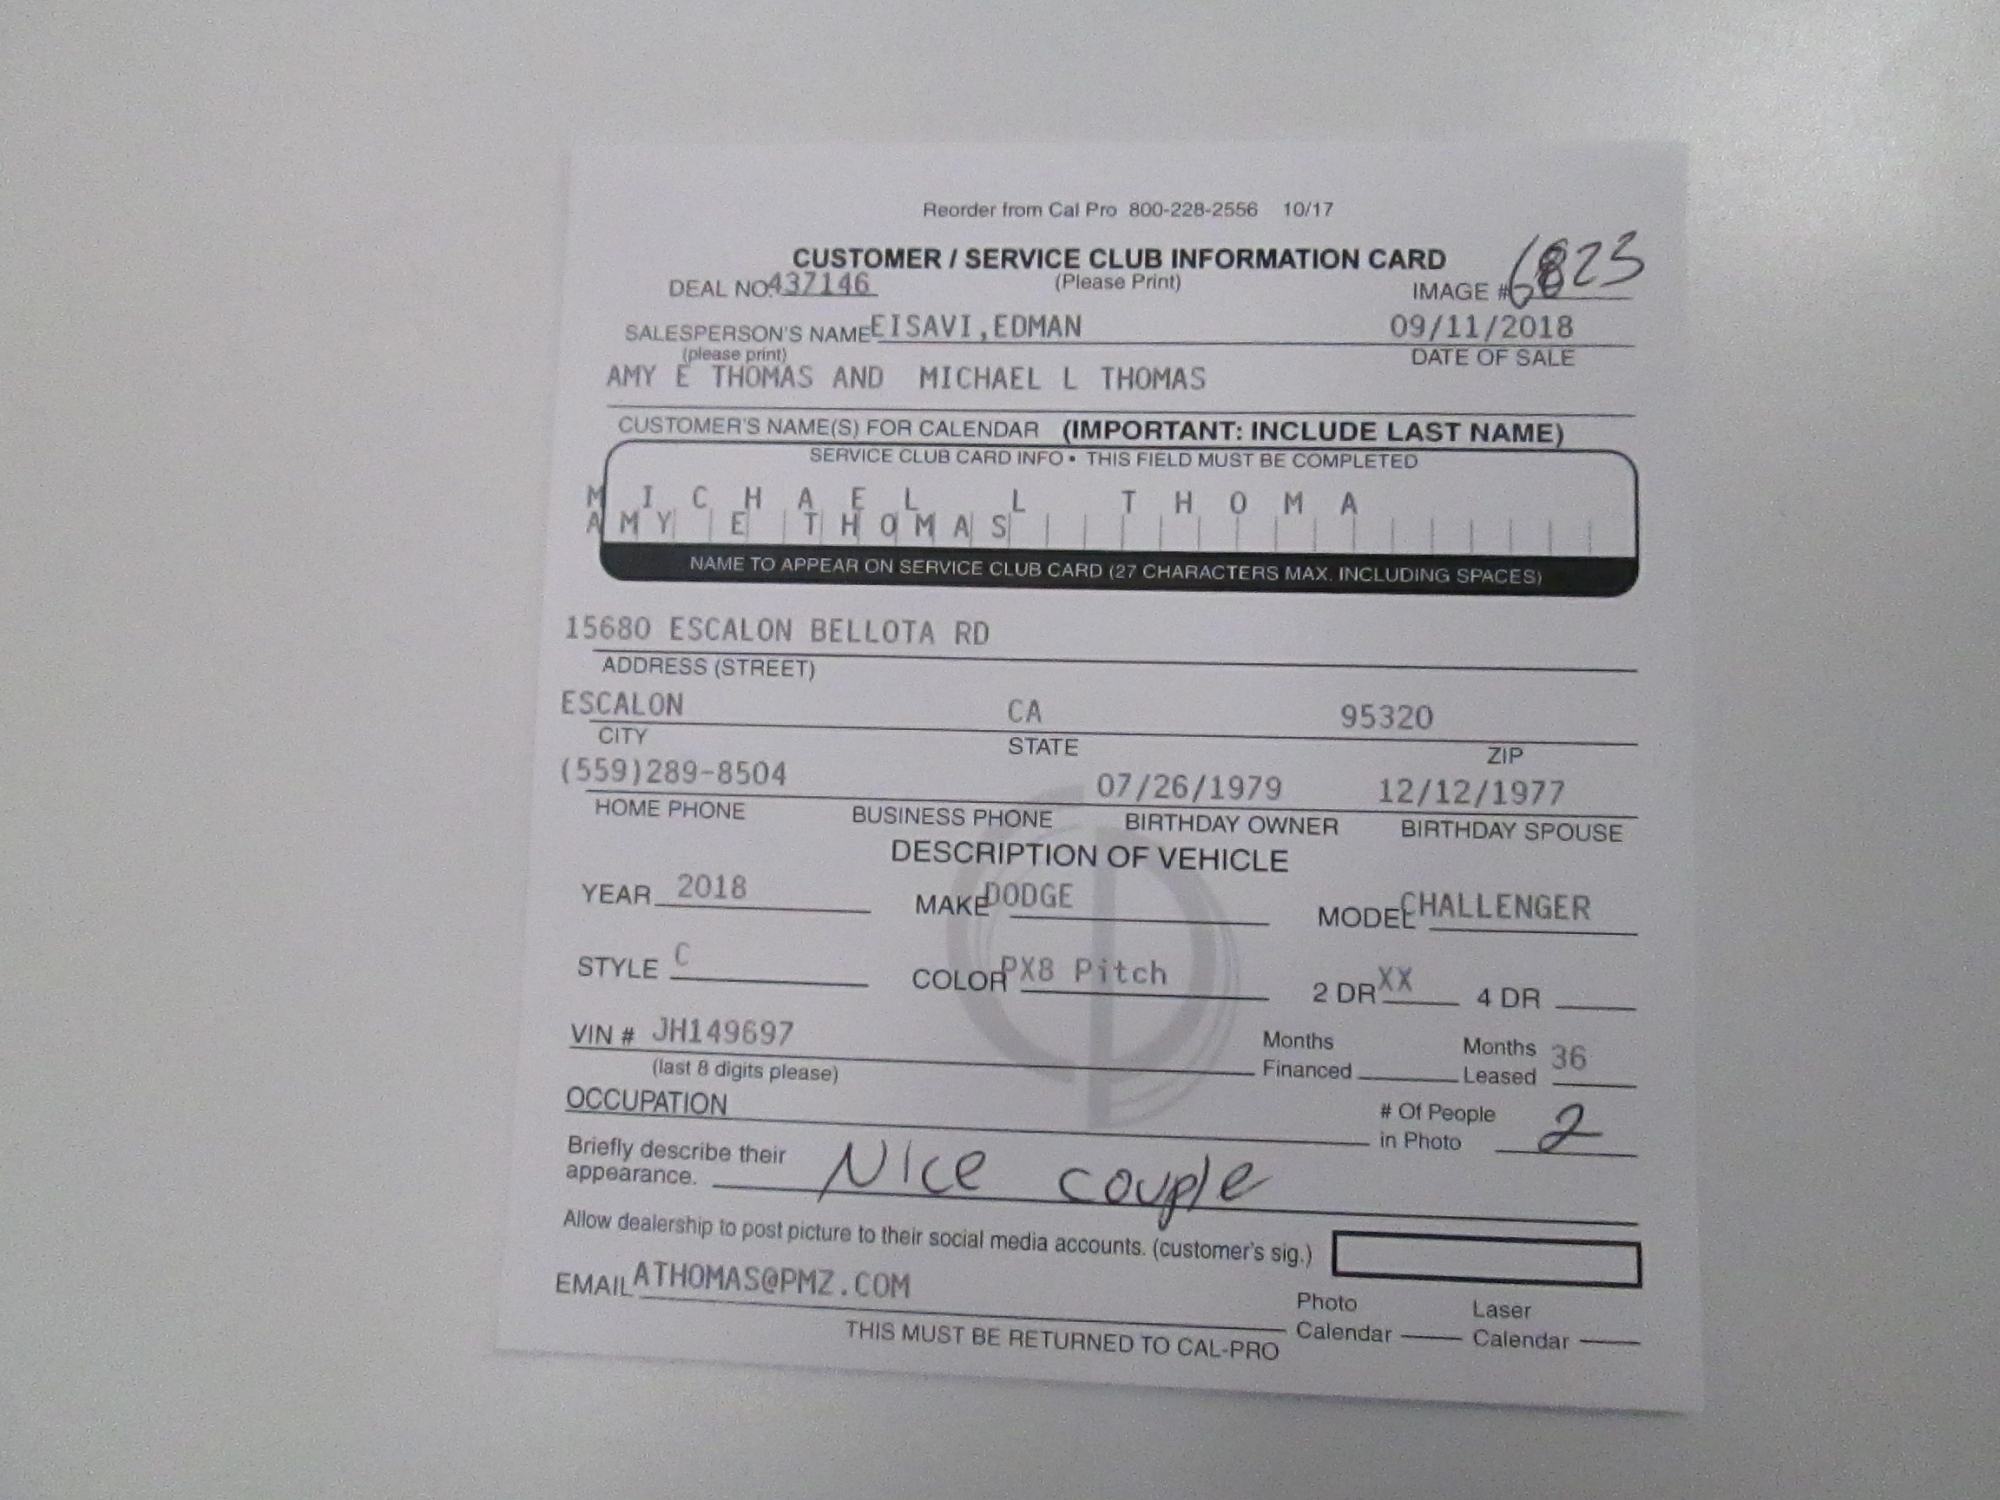 Reorder from Cal Pro 800-228-2556 10/17
CUSTOMER / SERVICE CLUB INFORMATION CARD
(Please Print)
DEAL NO. 437146
IMAGE # 6823
SALESPERSON'S NAME EISAVI,EDMAN 09/11/2018
(please print) DATE OF SALE
AMY E THOMAS AND MICHAEL L THOMAS
CUSTOMER'S NAME(S) FOR CALENDAR (IMPORTANT: INCLUDE LAST NAME)
SERVICE CLUB CARD INFO • THIS FIELD MUST BE COMPLETED
MICHAEL L THOMA
AMY E THOMAS
NAME TO APPEAR ON SERVICE CLUB CARD (27 CHARACTERS MAX. INCLUDING SPACES)
15680 ESCALON BELLOTA RD
ADDRESS (STREET)
ESCALON CA 95320
CITY STATE ZIP
(559)289-8504 07/26/1979 12/12/1977
HOME PHONE BUSINESS PHONE BIRTHDAY OWNER BIRTHDAY SPOUSE
DESCRIPTION OF VEHICLE
YEAR 2018 MAKE DODGE MODEL CHALLENGER
STYLE C COLOR PX8 Pitch 2 DR XX 4 DR
VIN # JH149697 Months Financed Months Leased 36
(last 8 digits please)
OCCUPATION # Of People in Photo 2
Briefly describe their appearance. Nice couple
Allow dealership to post picture to their social media accounts. (customer's sig.)
EMAIL ATHOMAS@PMZ.COM
Photo Calendar Laser Calendar
THIS MUST BE RETURNED TO CAL-PRO